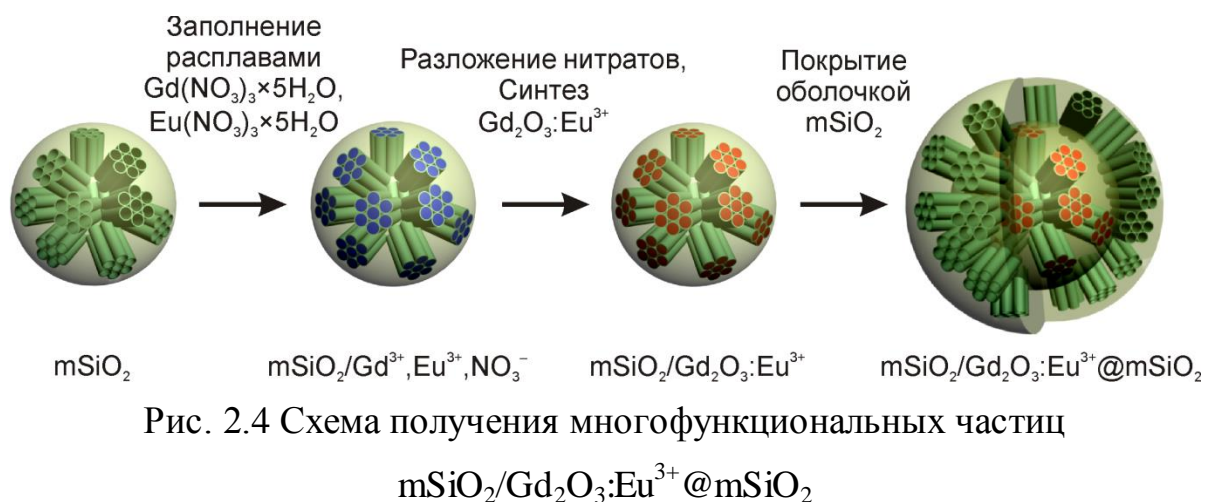 Заполнение
расплавами
Gd(NO₃)₃×5H₂O,
Eu(NO₃)₃×5H₂O
Разложение нитратов,
Синтез
Gd₂O₃:Eu³⁺
Покрытие
оболочкой
mSiO₂
mSiO₂
mSiO₂/Gd³⁺,Eu³⁺,NO₃⁻
mSiO₂/Gd₂O₃:Eu³⁺
mSiO₂/Gd₂O₃:Eu³⁺@mSiO₂
Рис. 2.4 Схема получения многофункциональных частиц
mSiO₂/Gd₂O₃:Eu³⁺@mSiO₂